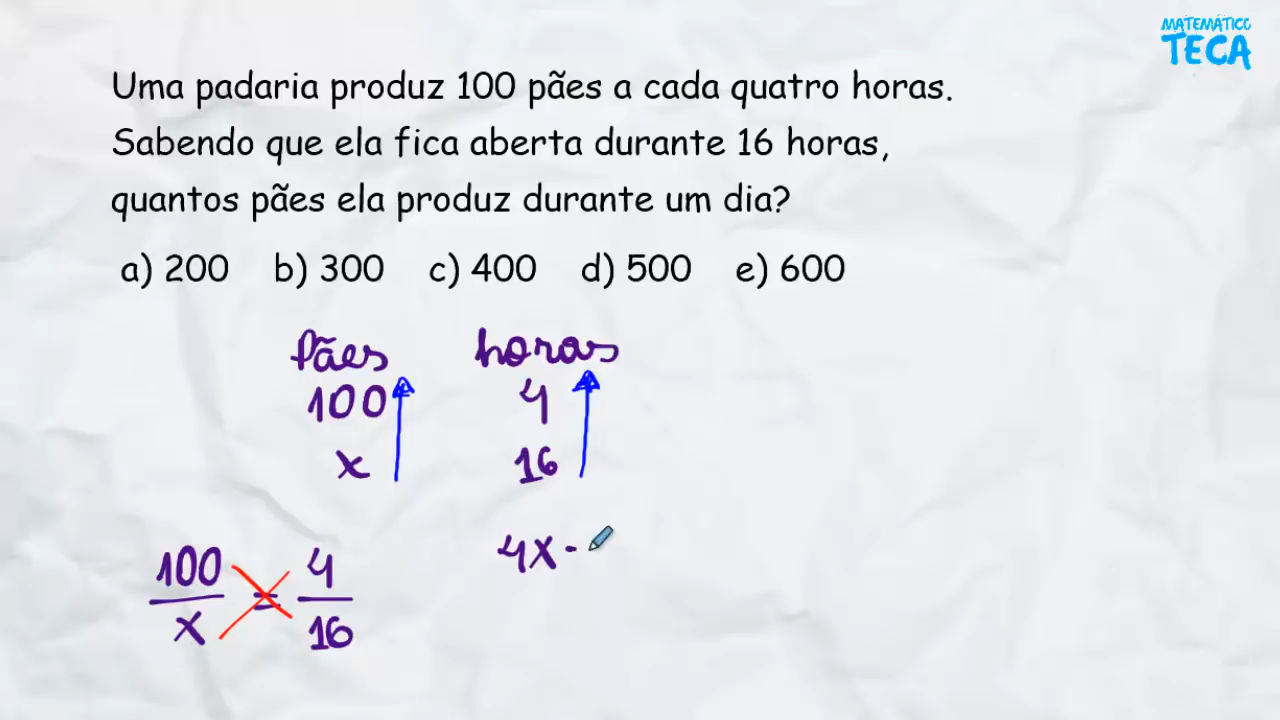 MATEMÁTICO
TECA
Uma padaria produz 100 pães a cada quatro horas.
Sabendo que ela fica aberta durante 16 horas,
quantos pães ela produz durante um dia?
a) 200 b) 300 c) 400 d) 500 e) 600
Pães horas
100 4
x 16
4x -
100 = 4
x 16